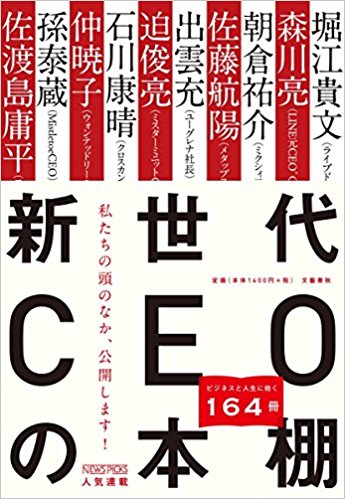 堀江貴文(ライブド
森川亮(LINE元CEO
朝倉祐介(ミクシィ
佐藤航陽(メタップ
出雲充(ユーグレナ社長)
迫俊亮(ミスターミニット
石川康晴(クロスカン
仲暁子(ウォンテッドリー
孫泰蔵(MistletoeCEO)
佐渡島庸平(
新世代
CEO
の本棚
定価(本体1400円+税) 文藝春秋
私たちの頭のなか、公開します!
ビジネスと人生に効く
164冊
NEWSPICKS
人気連載